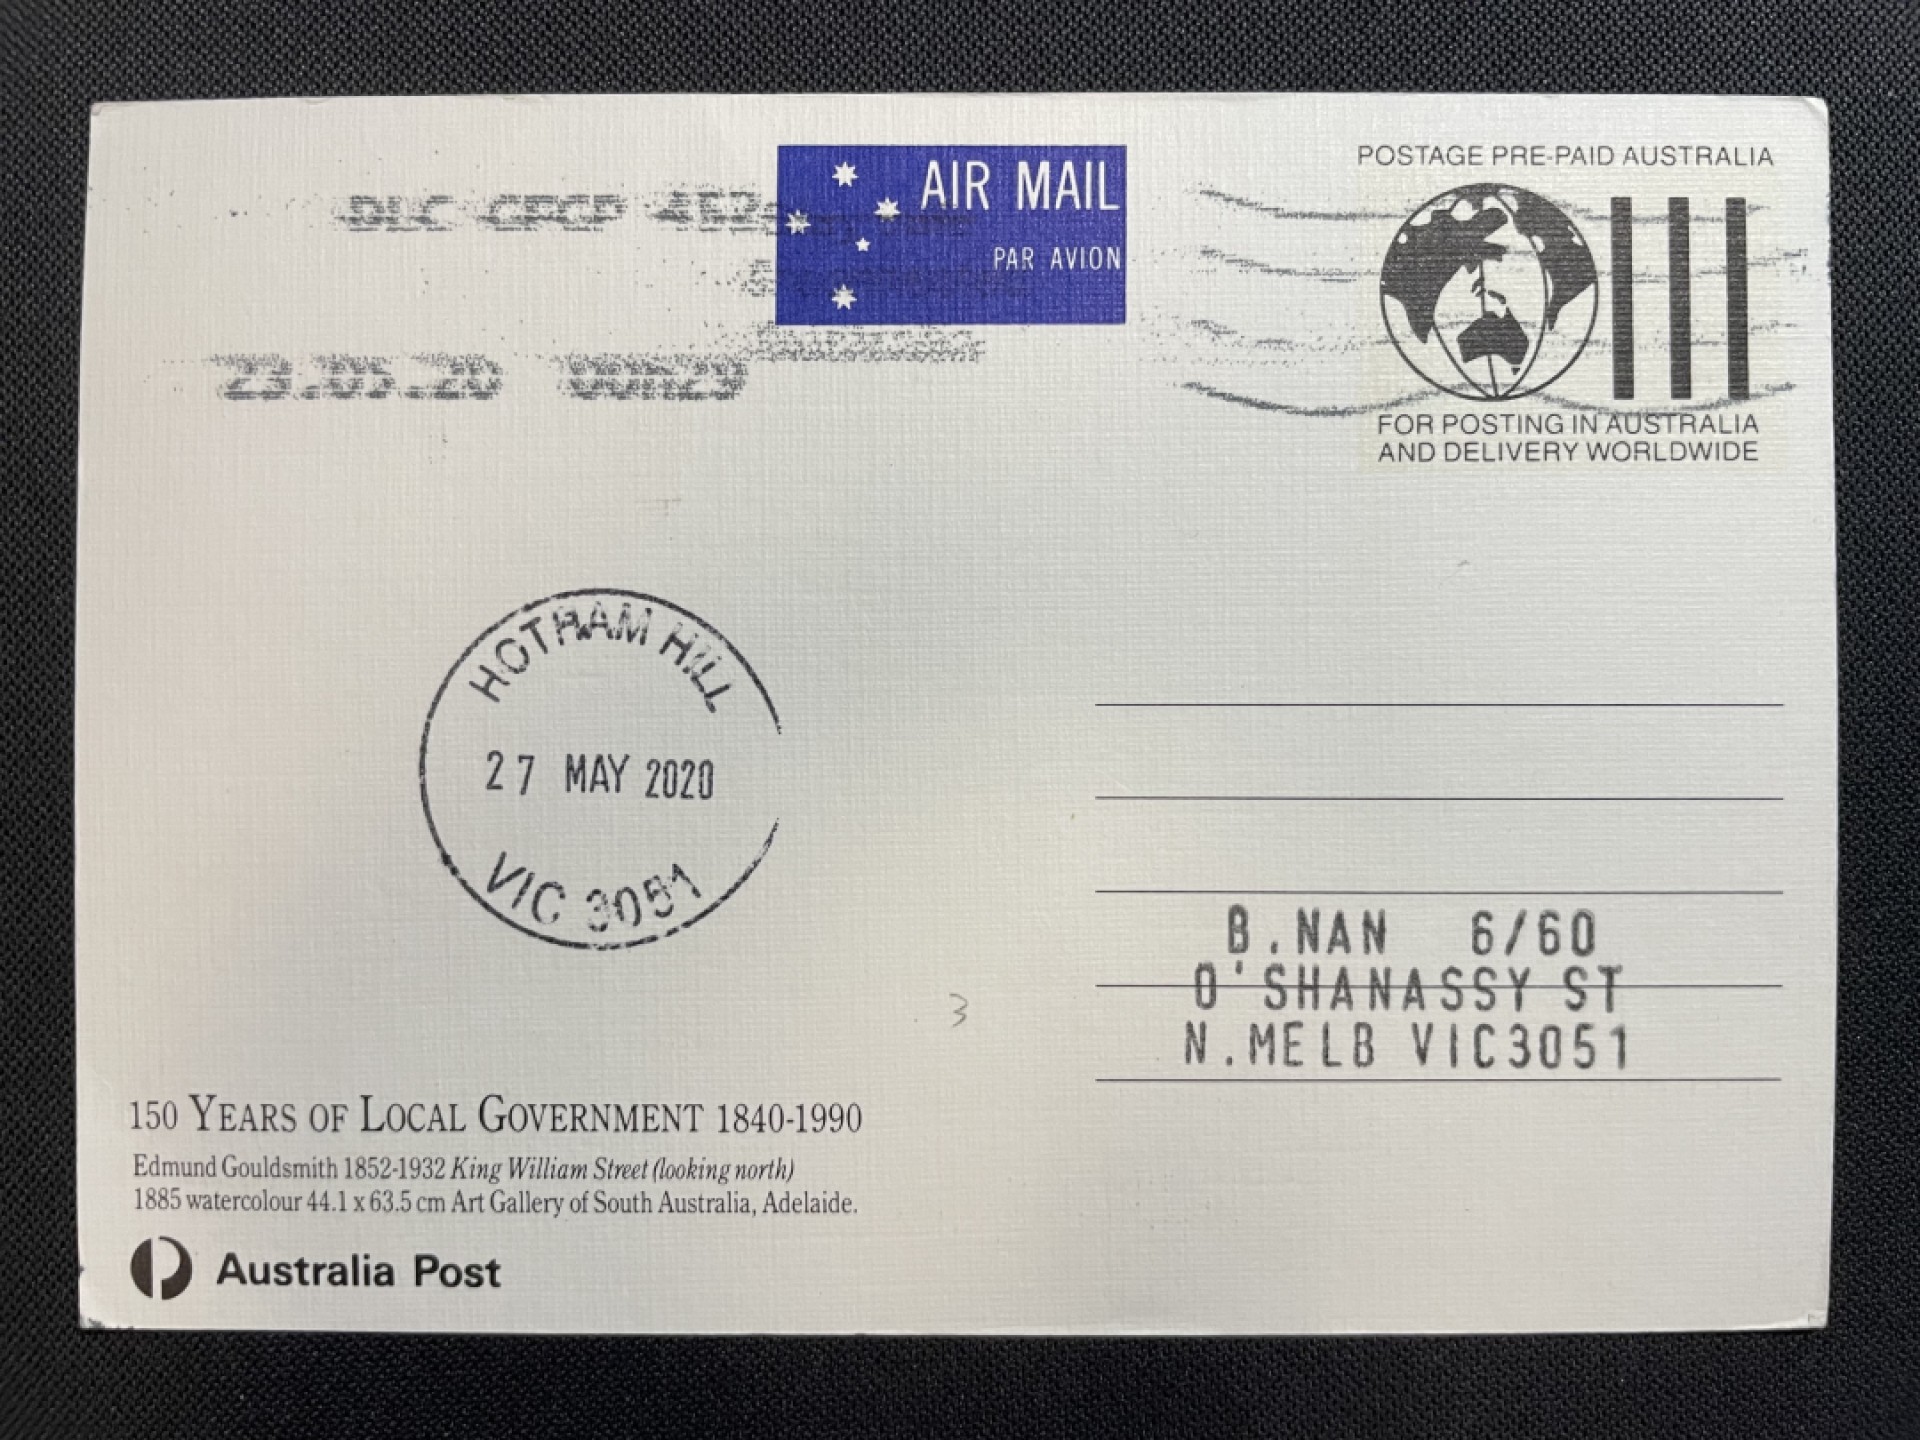 AIR MAIL
PAR AVION
POSTAGE PRE-PAID AUSTRALIA
FOR POSTING IN AUSTRALIA
AND DELIVERY WORLDWIDE
HOTHAM HILL
27 MAY 2020
VIC 3051
B.NAN 6/60
O'SHANASSY ST
N.MELB VIC3051
3
150 YEARS OF LOCAL GOVERNMENT 1840-1990
Edmund Gouldsmith 1852-1932 King William Street (looking north)
1885 watercolour 44.1 x 63.5 cm Art Gallery of South Australia, Adelaide.
Australia Post